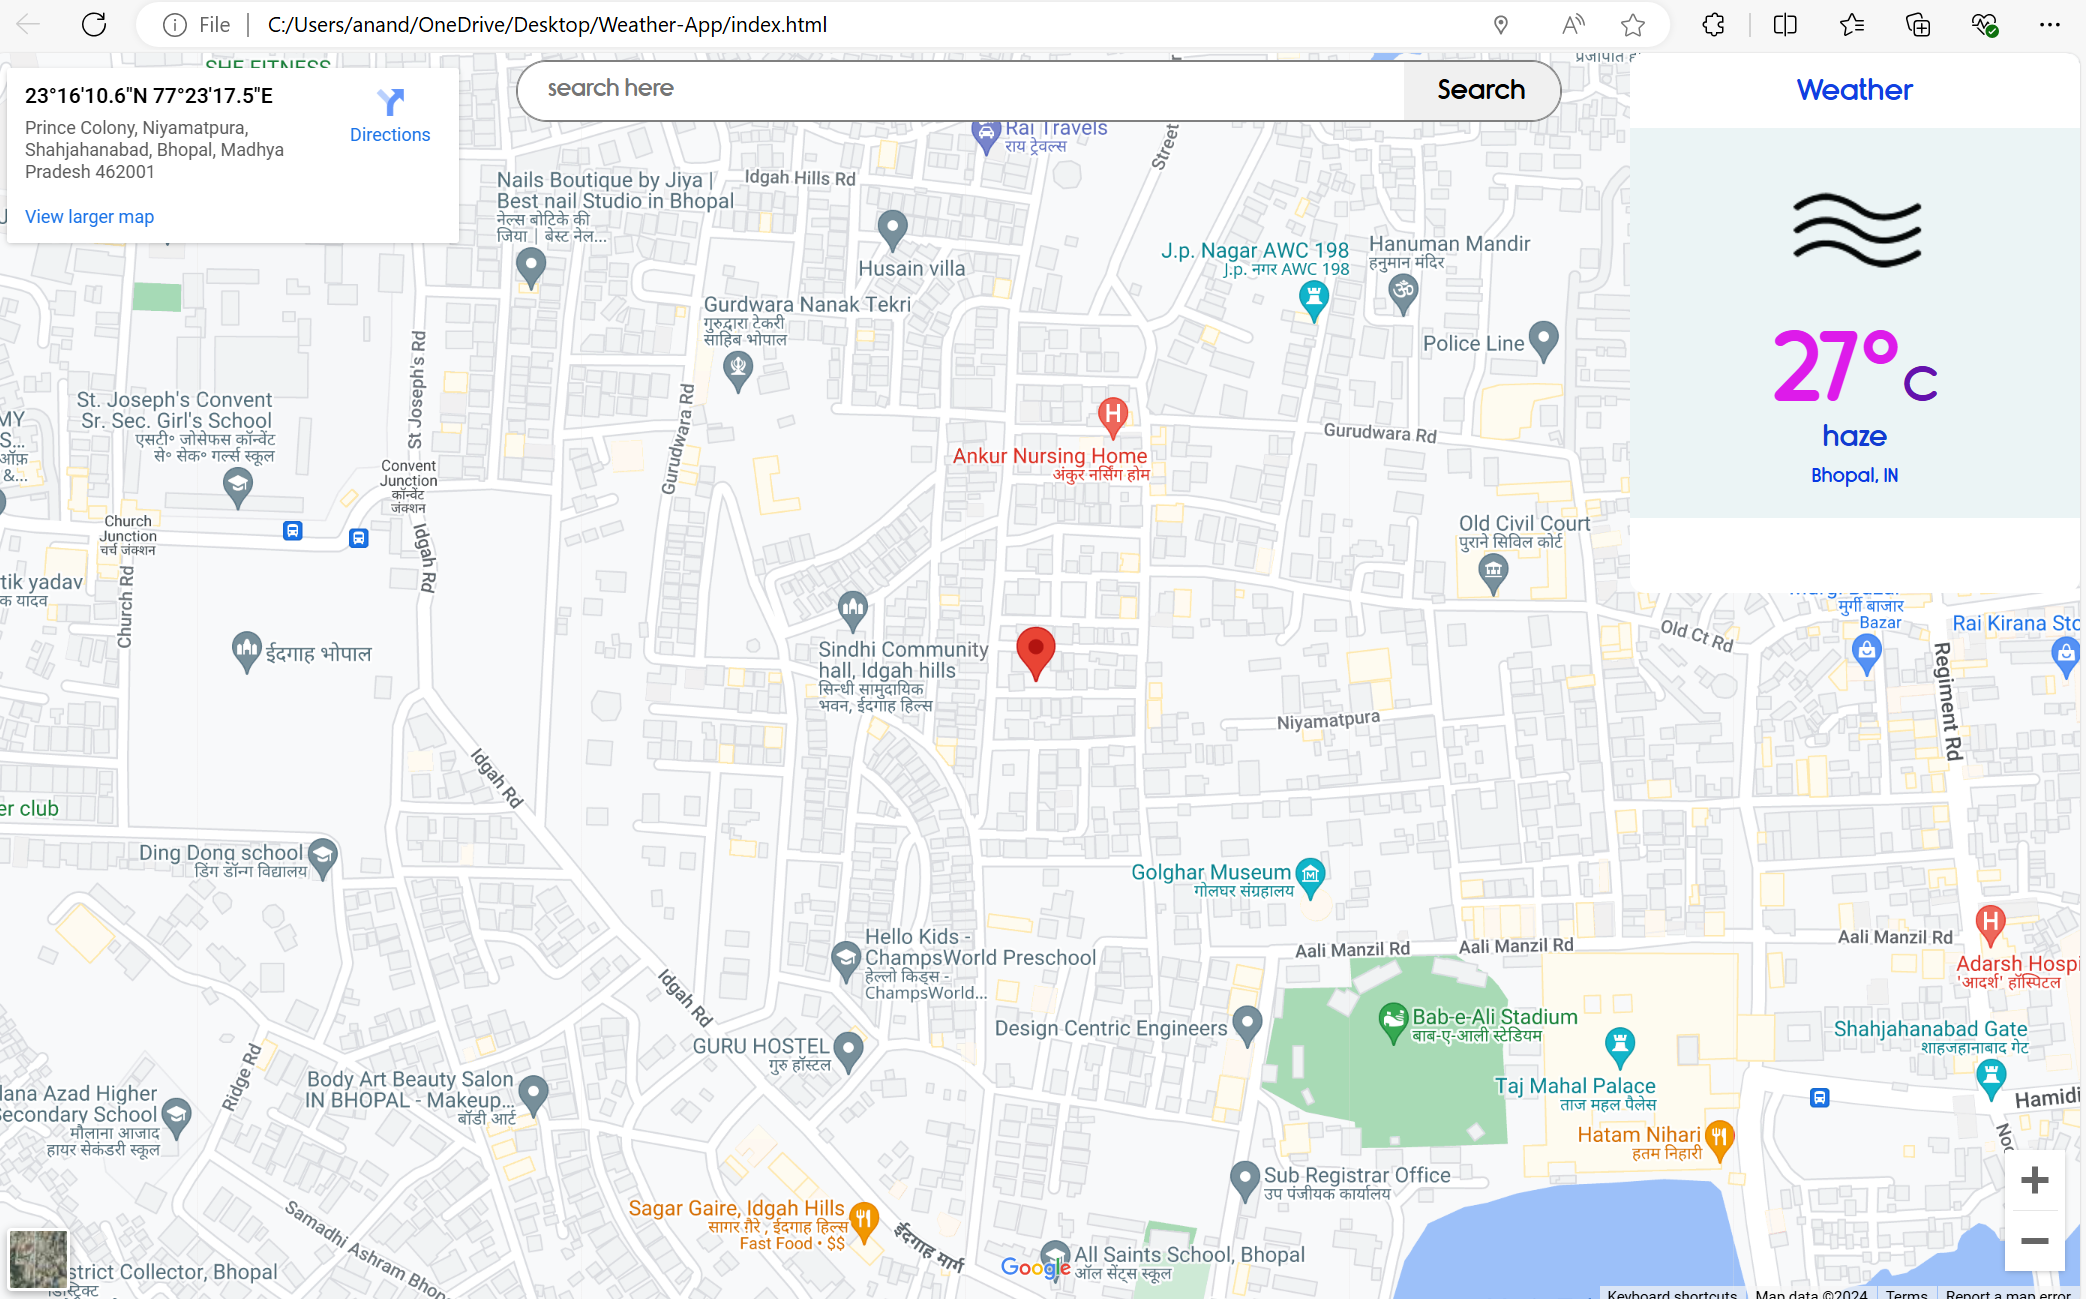 File
C:/Users/anand/OneDrive/Desktop/Weather-App/index.html
SHE FITNESS
23°16'10.6"N 77°23'17.5"E
Prince Colony, Niyamatpura,
Shahjahanabad, Bhopal, Madhya
Pradesh 462001
Directions
View larger map
search here
Search
Weather
27° C
haze
Bhopal, IN
Rai Travels
राय ट्रेवल्स
Street
Idgah Hills Rd
Nails Boutique by Jiya |
Best nail Studio in Bhopal
नेल्स बोटिके की
जिया | बेस्ट नेल...
Husain villa
J.p. Nagar AWC 198
J.p. नगर AWC 198
Hanuman Mandir
हनुमान मंदिर
Gurdwara Nanak Tekri
गुरुद्वारा टेकरी
साहिब भोपाल
Police Line
St Joseph's Rd
St. Joseph's Convent
Sr. Sec. Girl's School
एसटी॰ जोसेफस कॉन्वेंट
से॰ सेक॰ गर्ल्स स्कूल
MY
S...
ऑफ़
&...
Gurudwara Rd
Gurudwara Rd
Ankur Nursing Home
अंकुर नर्सिंग होम
Convent
Junction
कॉन्वेंट
जंक्शन
Church
Junction
चर्च जंक्शन
Idgah Rd
Old Civil Court
पुराने सिविल कोर्ट
tik yadav
क यादव
Church Rd
Sindhi Community
hall, Idgah hills
सिन्धी सामुदायिक
भवन, ईदगाह हिल्स
ईदगाह भोपाल
मुर्गी बाजार
Bazar
Rai Kirana Sto
Old Ct Rd
Regiment Rd
Niyamatpura
Idgah Rd
er club
Ding Dong school
डिंग डॉन्ग विद्यालय
Golghar Museum
गोलघर संग्रहालय
Hello Kids -
ChampsWorld Preschool
हेल्लो किड्स -
ChampsWorld...
Aali Manzil Rd
Aali Manzil Rd
Aali Manzil Rd
Adarsh Hospi
'आदर्श' हॉस्पिटल
Idgah Rd
Design Centric Engineers
Bab-e-Ali Stadium
बाब-ए-आली स्टेडियम
Shahjahanabad Gate
शाहजहानाबाद गेट
GURU HOSTEL
गुरु हॉस्टल
Ridge Rd
Body Art Beauty Salon
IN BHOPAL - Makeup...
बॉडी आर्ट
Taj Mahal Palace
ताज महल पैलेस
lana Azad Higher
Secondary School
मौलाना आजाद
हायर सेकंडरी स्कूल
Hamidi
Hatam Nihari
हतम निहारी
Noo
Sub Registrar Office
उप पंजीयक कार्यालय
Sagar Gaire, Idgah Hills
सागर गैरे , ईदगाह हिल्स
Fast Food • $$
Samadhi Ashram Bhop
ईदगाह मार्ग
All Saints School, Bhopal
ऑल सेंट्स स्कूल
Google
strict Collector, Bhopal
डिस्ट्रिक्ट
Keyboard shortcuts
Map data ©2024
Terms
Report a map error